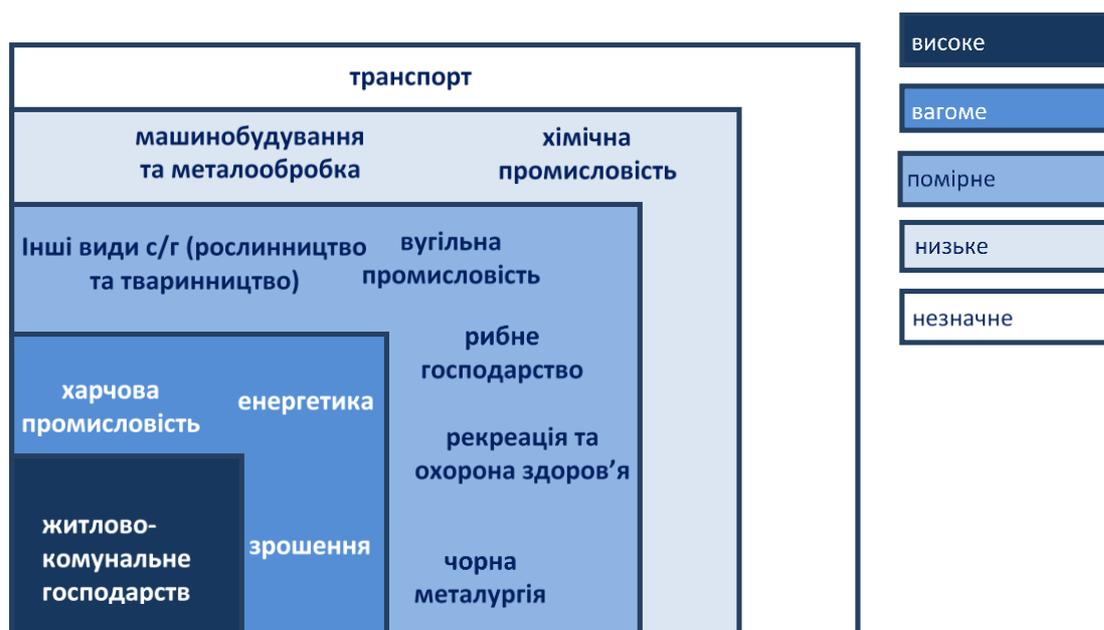 транспорт
машинобудування
та металообробка
хімічна
промисловість
Інші види с/г (рослинництво
та тваринництво)
вугільна
промисловість
рибне
господарство
харчова
промисловість
енергетика
рекреація та
охорона здоров’я
житлово-
комунальне
господарств
зрошення
чорна
металургія
високе
вагоме
помірне
низьке
незначне